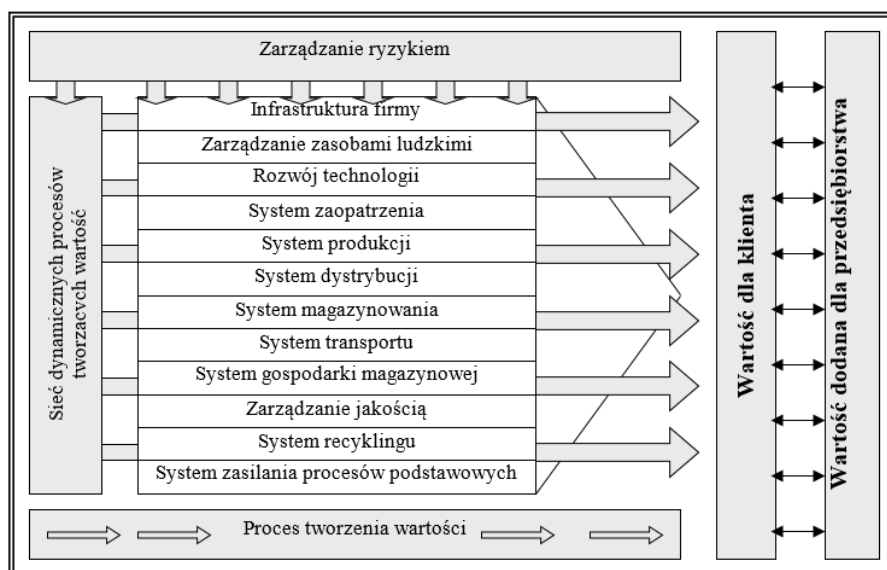 Zarządzanie ryzykiem
Sieć dynamicznych procesów
tworzacych wartość
Infrastruktura firmy
Zarządzanie zasobami ludzkimi
Rozwój technologii
System zaopatrzenia
System produkcji
System dystrybucji
System magazynowania
System transportu
System gospodarki magazynowej
Zarządzanie jakością
System recyklingu
System zasilania procesów podstawowych
Wartość dla klienta
Wartość dodana dla przedsiębiorstwa
Proces tworzenia wartości